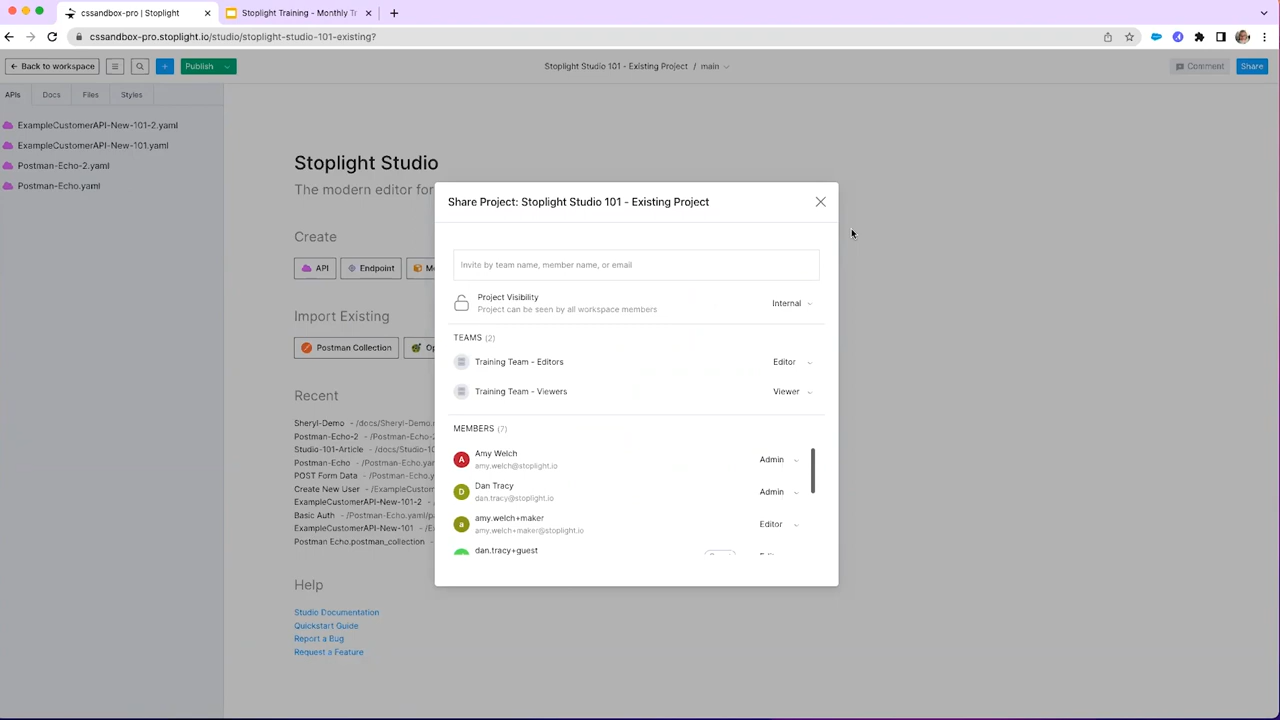 cssandbox-pro | Stoplight
Stoplight Training - Monthly Tr
cssandbox-pro.stoplight.io/studio/stoplight-studio-101-existing?
Back to workspace
Publish
Stoplight Studio 101 - Existing Project / main
Comment
Share
APIs Docs Files Styles
ExampleCustomerAPI-New-101-2.yaml
ExampleCustomerAPI-New-101.yaml
Postman-Echo-2.yaml
Postman-Echo.yaml
Stoplight Studio
The modern editor for
Create
API
Endpoint
Import Existing
Postman Collection
Recent
Sheryl-Demo - /docs/Sheryl-Demo.
Postman-Echo-2 - /Postman-Echo-2
Studio-101-Article - /docs/Studio-10
Postman-Echo - /Postman-Echo.yaml
POST Form Data - /Postman-Echo.y
Create New User - /ExampleCustome
ExampleCustomerAPI-New-101-2 - /
Basic Auth - /Postman-Echo.yaml/p
ExampleCustomerAPI-New-101 - /E
Postman Echo.postman_collection -
Help
Studio Documentation
Quickstart Guide
Report a Bug
Request a Feature
Share Project: Stoplight Studio 101 - Existing Project
Invite by team name, member name, or email
Project Visibility
Project can be seen by all workspace members
Internal
TEAMS (2)
Training Team - Editors
Editor
Training Team - Viewers
Viewer
MEMBERS (7)
A
Amy Welch
amy.welch@stoplight.io
Admin
D
Dan Tracy
dan.tracy@stoplight.io
Admin
a
amy.welch+maker
amy.welch+maker@stoplight.io
Editor
dan.tracy+guest